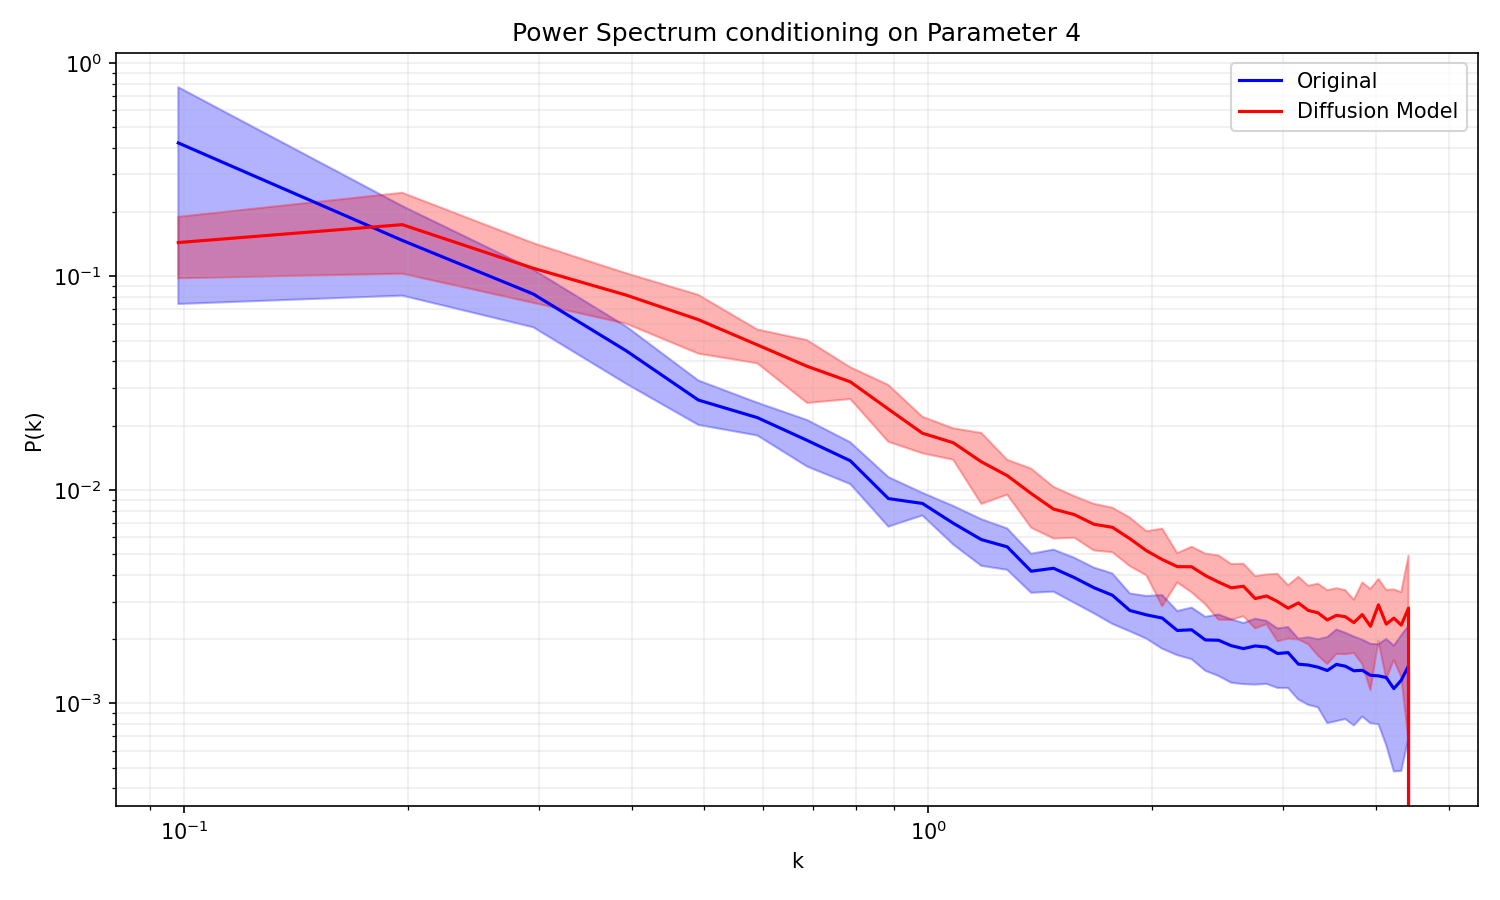 Power Spectrum conditioning on Parameter 4
Original
Diffusion Model
P(k)
10⁰
10⁻¹
10⁻²
10⁻³
10⁻¹
10⁰
k